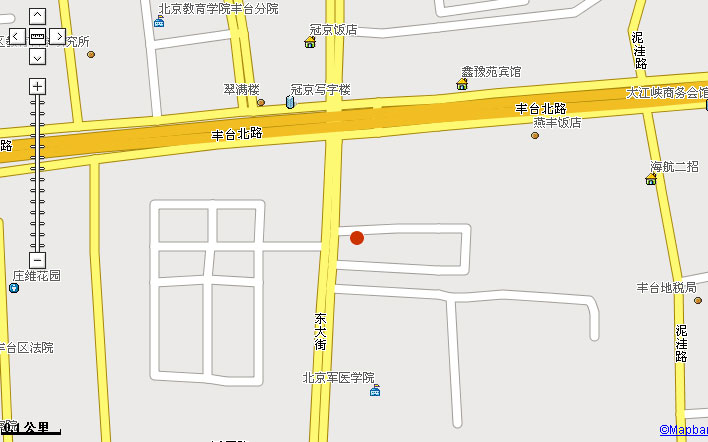 北京教育学院丰台分院
冠京饭店
泥洼路
研究所
鑫豫苑宾馆
翠满楼
冠京写字楼
大江峡商务会馆
丰台北路
丰台北路
燕丰饭店
路
海航二招
庄维花园
丰台地税局
东大街
泥洼路
丰台区法院
北京军医学院
公里
©Mapbar